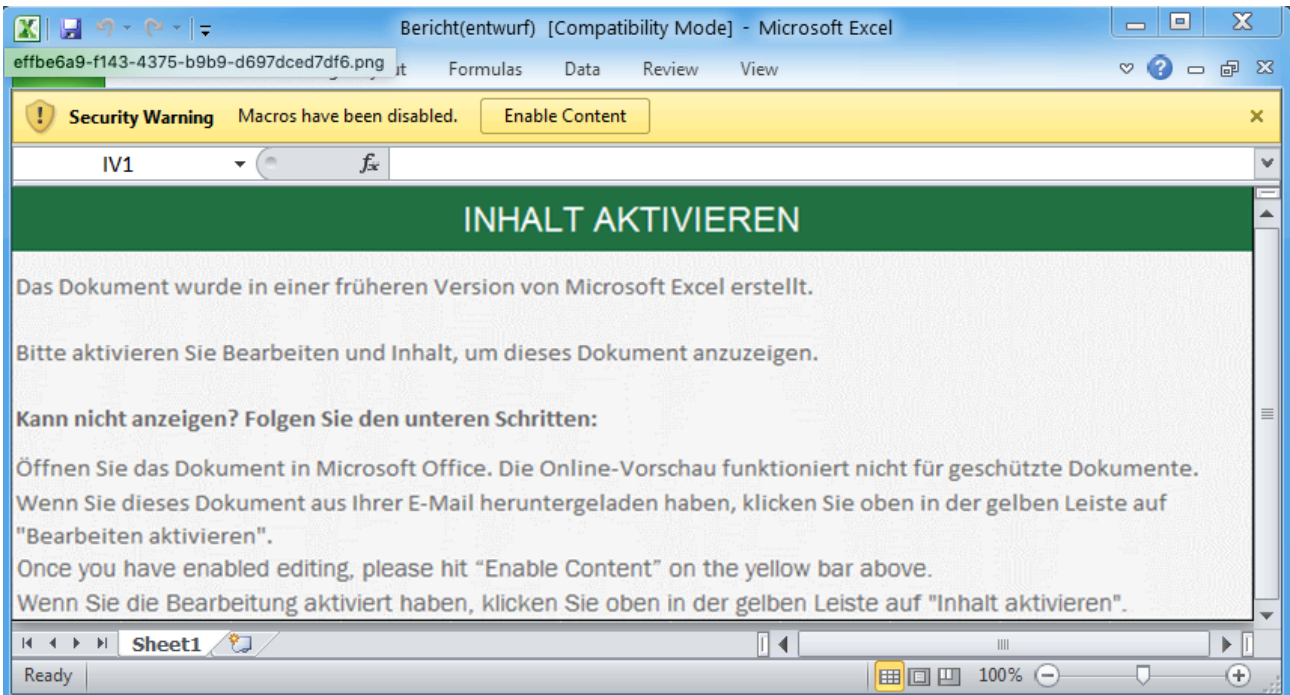 Bericht(entwurf) [Compatibility Mode] - Microsoft Excel
effbe6a9-f143-4375-b9b9-d697dced7df6.png
Formulas Data Review View
Security Warning Macros have been disabled. Enable Content
IV1 fx
INHALT AKTIVIEREN
Das Dokument wurde in einer früheren Version von Microsoft Excel erstellt.
Bitte aktivieren Sie Bearbeiten und Inhalt, um dieses Dokument anzuzeigen.
Kann nicht anzeigen? Folgen Sie den unteren Schritten:
Öffnen Sie das Dokument in Microsoft Office. Die Online-Vorschau funktioniert nicht für geschützte Dokumente.
Wenn Sie dieses Dokument aus Ihrer E-Mail heruntergeladen haben, klicken Sie oben in der gelben Leiste auf
"Bearbeiten aktivieren".
Once you have enabled editing, please hit “Enable Content” on the yellow bar above.
Wenn Sie die Bearbeitung aktiviert haben, klicken Sie oben in der gelben Leiste auf "Inhalt aktivieren".
Sheet1
Ready 100%